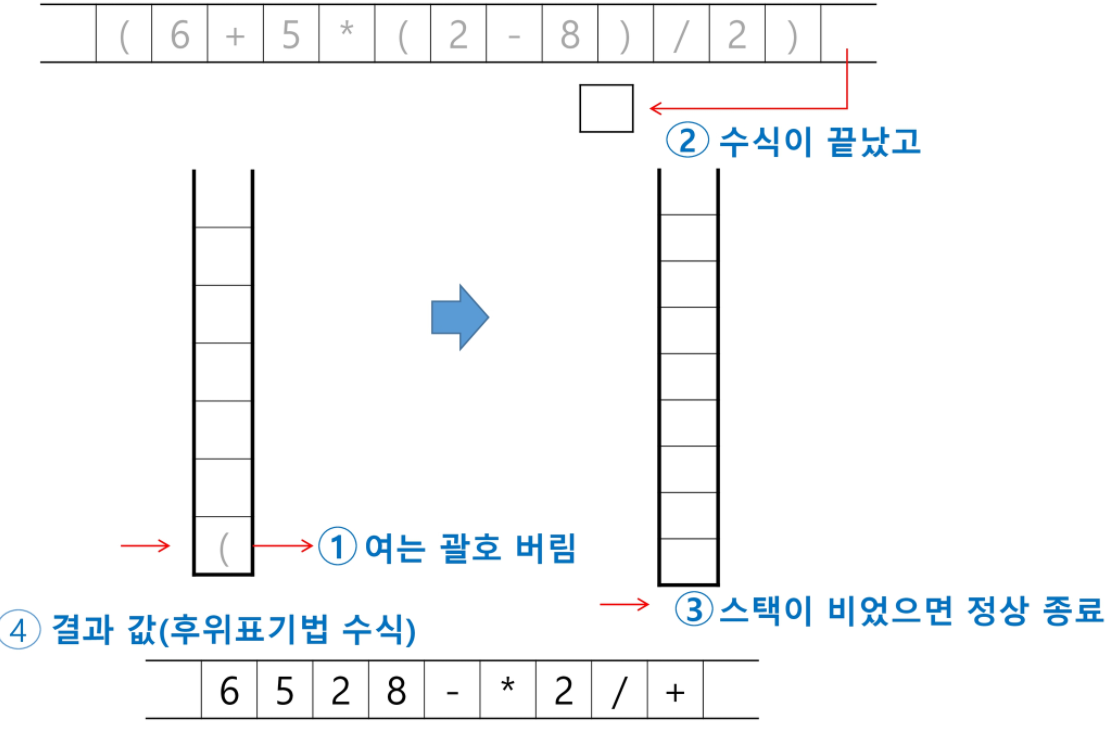 ( 6 + 5 * ( 2 - 8 ) / 2 )
② 수식이 끝났고
( ① 여는 괄호 버림
③ 스택이 비었으면 정상 종료
④ 결과 값(후위표기법 수식)
6 5 2 8 - * 2 / +